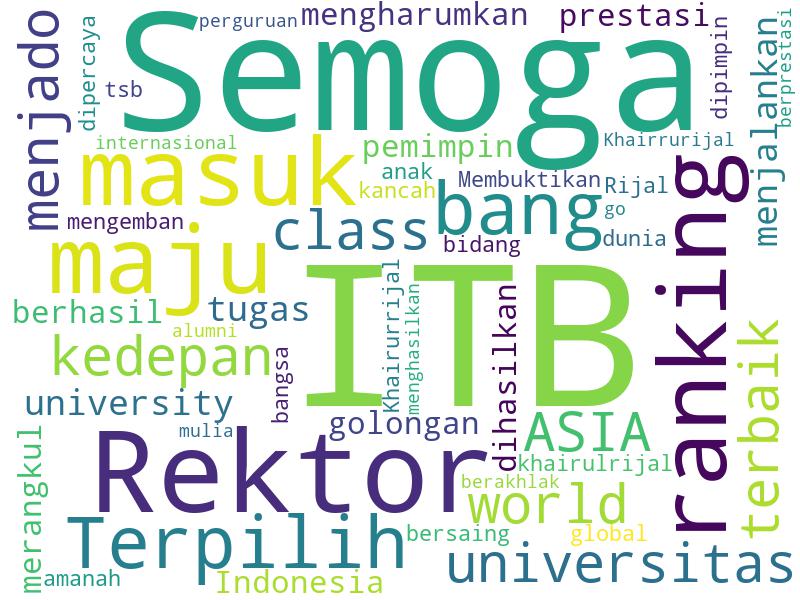 perguruan
mengharumkan
prestasi
menjado
dipercaya
tsb
Semoga
dipimpin
menjalankan
berprestasi
internasional
masuk
pemimpin
Khairrurijal
anak
kancah
Membuktikan
Rijal
go
mengemban
class
bang
bidang
dunia
ranking
maju
ITB
berhasil
tugas
alumni
kedepan
bangsa
Khairurrijal
menghasilkan
dihasilkan
terbaik
university
mulia
golongan
ASIA
Rektor
khairulrijal
berakhlak
world
merangkul
Terpilih
bersaing
global
amanah
Indonesia
universitas